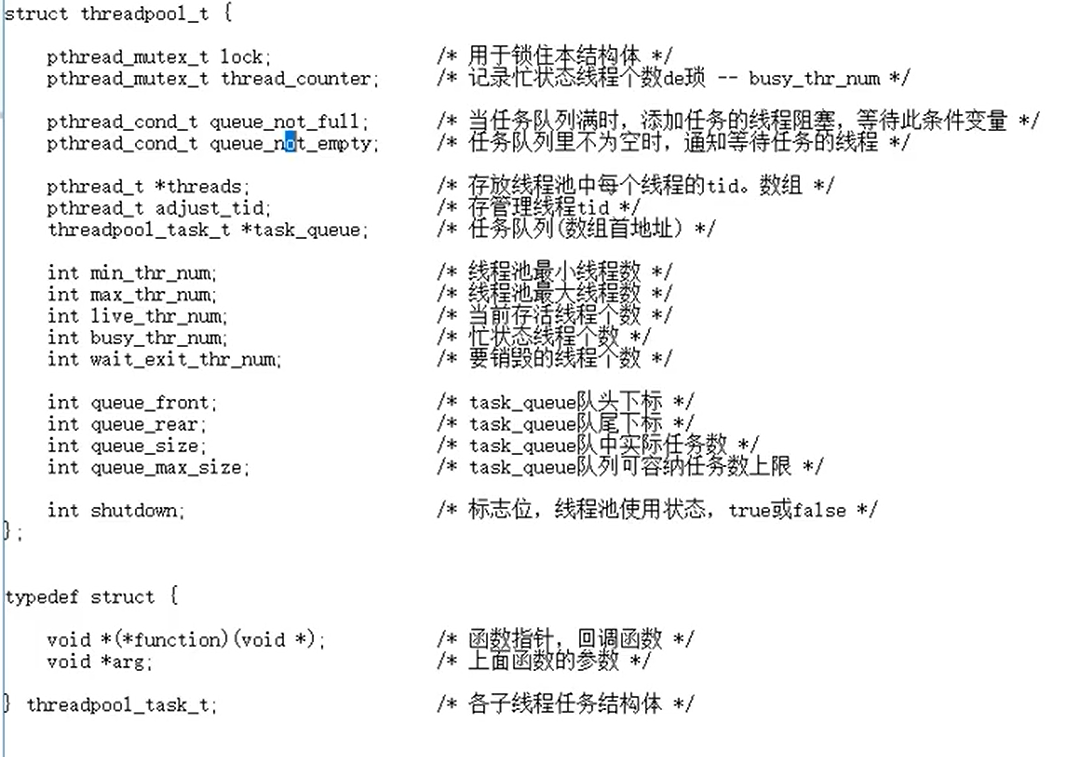 struct threadpool_t {
pthread_mutex_t lock; /* 用于锁住本结构体 */
pthread_mutex_t thread_counter; /* 记录忙状态线程个数de琐 -- busy_thr_num */
pthread_cond_t queue_not_full; /* 当任务队列满时，添加任务的线程阻塞，等待此条件变量 */
pthread_cond_t queue_not_empty; /* 任务队列里不为空时，通知等待任务的线程 */
pthread_t *threads; /* 存放线程池中每个线程的tid。数组 */
pthread_t adjust_tid; /* 存管理线程tid */
threadpool_task_t *task_queue; /* 任务队列(数组首地址) */
int min_thr_num; /* 线程池最小线程数 */
int max_thr_num; /* 线程池最大线程数 */
int live_thr_num; /* 当前存活线程个数 */
int busy_thr_num; /* 忙状态线程个数 */
int wait_exit_thr_num; /* 要销毁的线程个数 */
int queue_front; /* task_queue队头下标 */
int queue_rear; /* task_queue队尾下标 */
int queue_size; /* task_queue队中实际任务数 */
int queue_max_size; /* task_queue队列可容纳任务数上限 */
int shutdown; /* 标志位，线程池使用状态，true或false */
};
typedef struct {
void *(*function)(void *); /* 函数指针，回调函数 */
void *arg; /* 上面函数的参数 */
} threadpool_task_t; /* 各子线程任务结构体 */